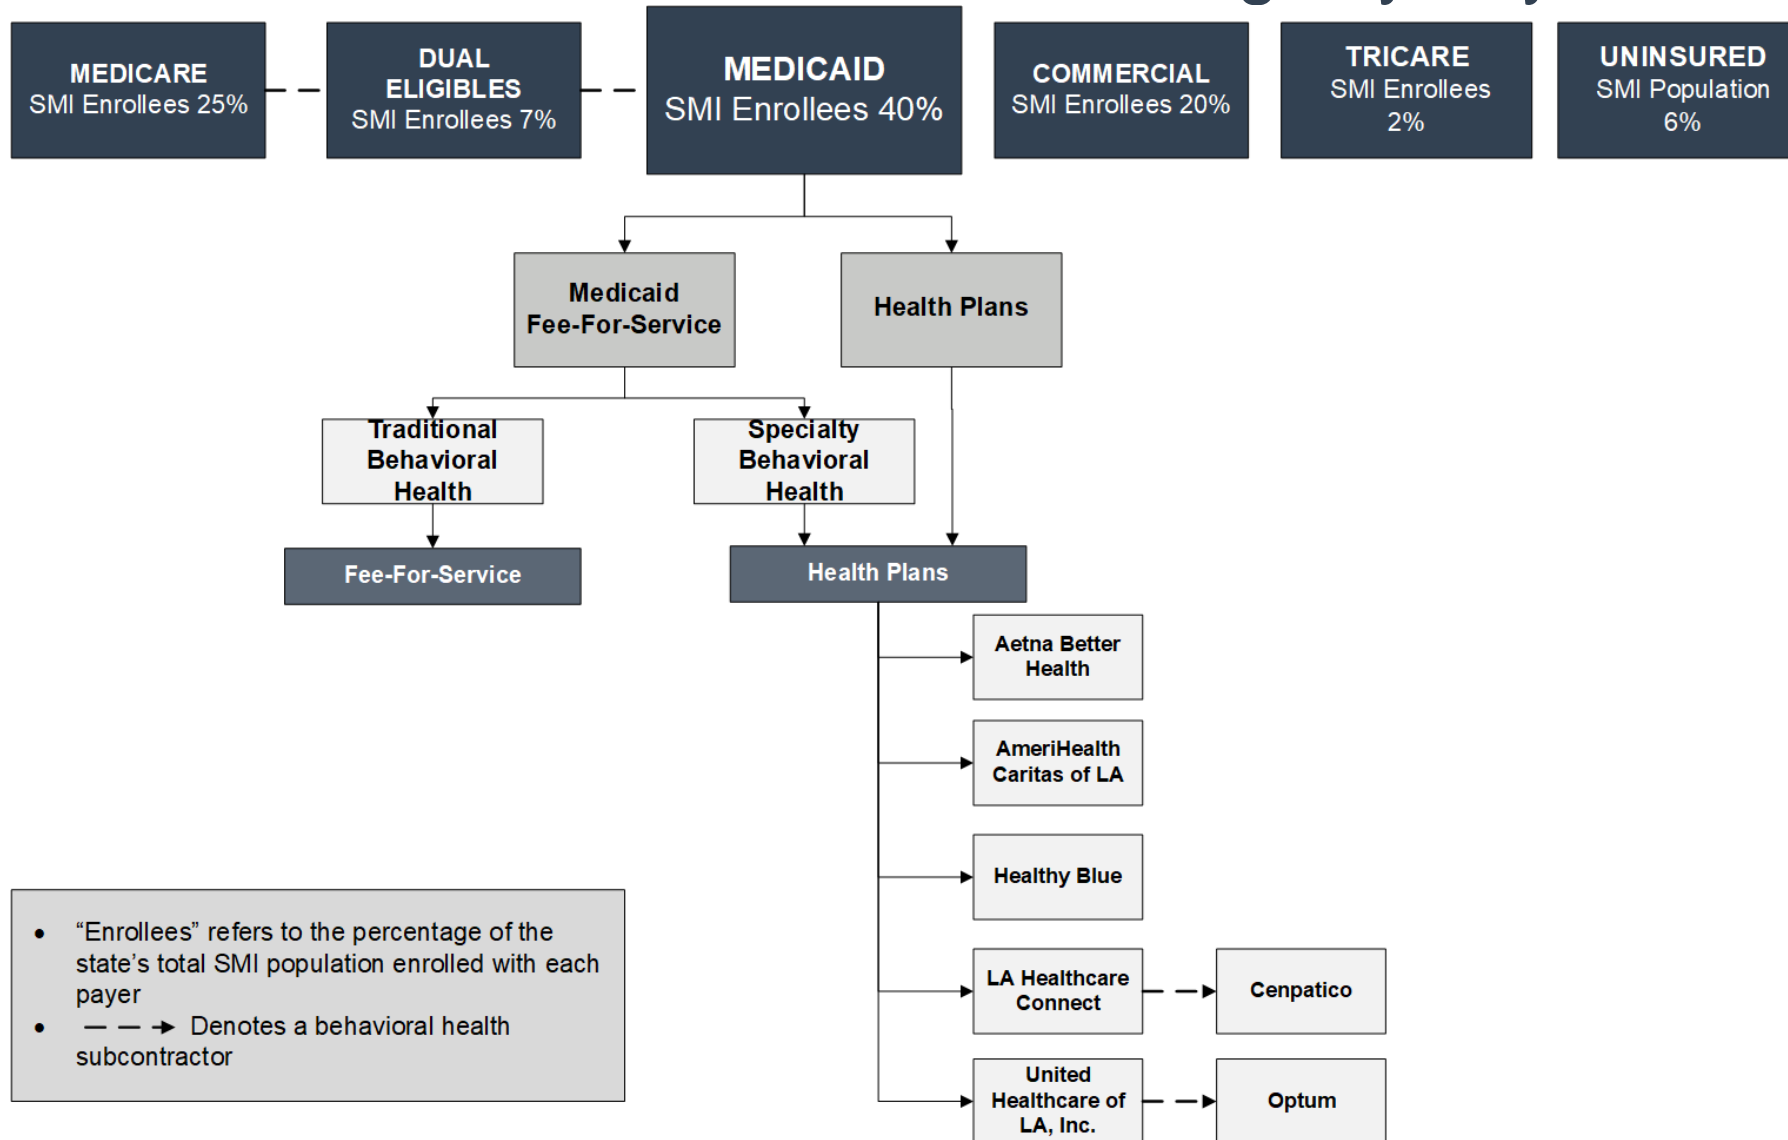 MEDICARE
SMI Enrollees 25%
DUAL
ELIGIBLES
SMI Enrollees 7%
MEDICAID
SMI Enrollees 40%
COMMERCIAL
SMI Enrollees 20%
TRICARE
SMI Enrollees
2%
UNINSURED
SMI Population
6%
Medicaid
Fee-For-Service
Health Plans
Traditional
Behavioral
Health
Specialty
Behavioral
Health
Fee-For-Service
Health Plans
Aetna Better
Health
AmeriHealth
Caritas of LA
Healthy Blue
LA Healthcare
Connect
Cenpatico
United
Healthcare of
LA, Inc.
Optum
• “Enrollees” refers to the percentage of the
state’s total SMI population enrolled with each
payer
• Denotes a behavioral health
subcontractor